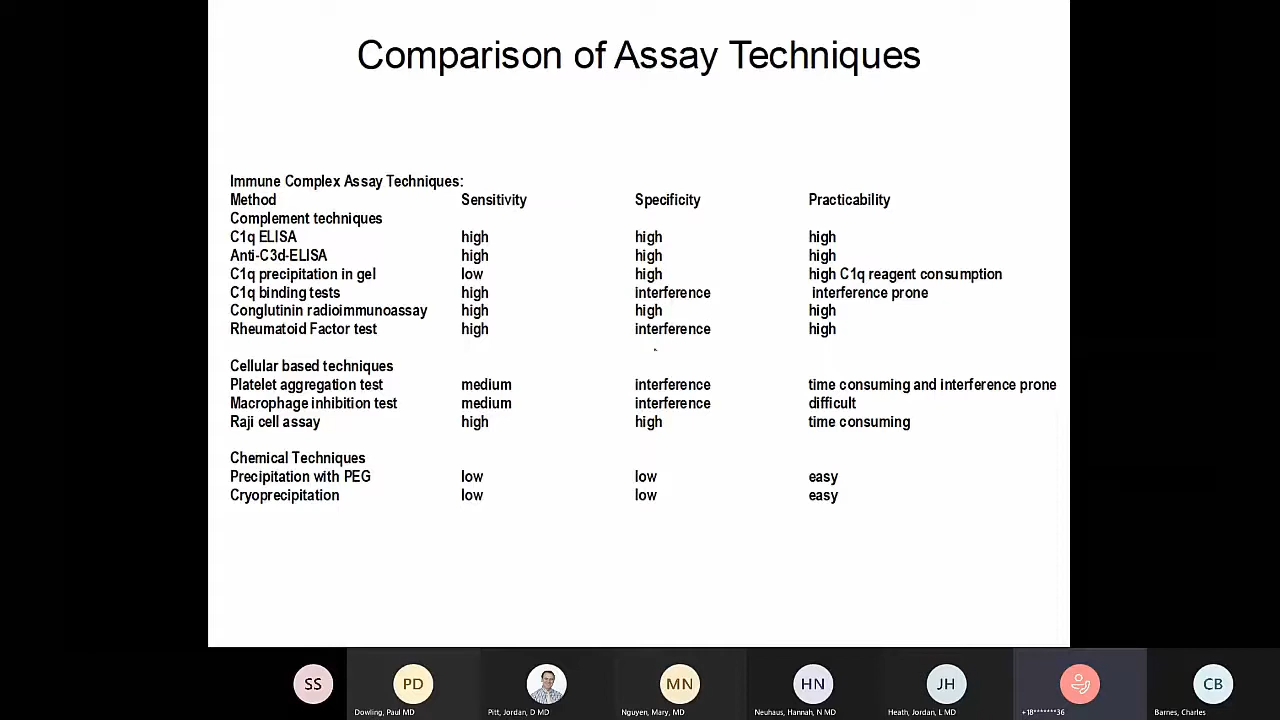 Comparison of Assay Techniques
Immune Complex Assay Techniques:
Method Sensitivity Specificity Practicability
Complement techniques
C1q ELISA high high high
Anti-C3d-ELISA high high high
C1q precipitation in gel low high high C1q reagent consumption
C1q binding tests high interference interference prone
Conglutinin radioimmunoassay high high high
Rheumatoid Factor test high interference high
Cellular based techniques
Platelet aggregation test medium interference time consuming and interference prone
Macrophage inhibition test medium interference difficult
Raji cell assay high high time consuming
Chemical Techniques
Precipitation with PEG low low easy
Cryoprecipitation low low easy
SS PD MN HN JH CB
Dowling, Paul MD Pitt, Jordan, D MD Nguyen, Mary, MD Neuhaus, Hannah, N MD Heath, Jordan, L MD +18*******36 Barnes, Charles